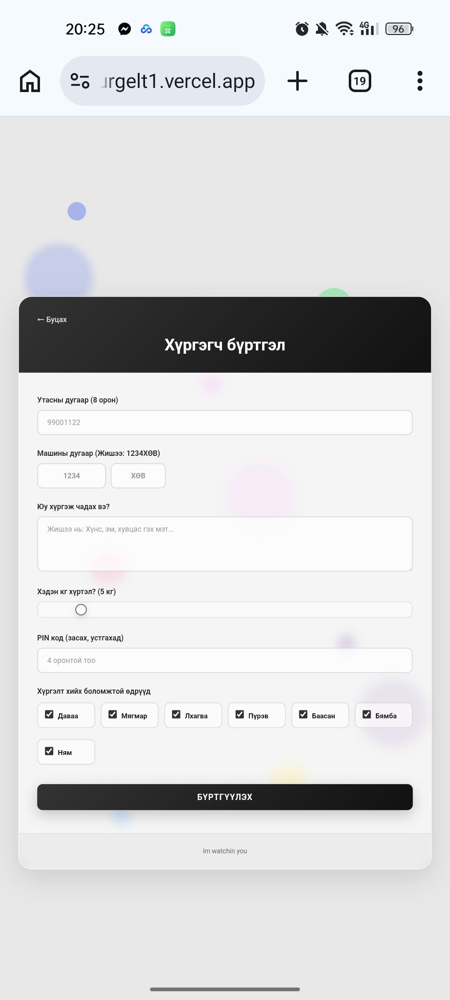 20:25
4G
96
urgelt1.vercel.app
19
← Буцах
Хүргэгч бүртгэл
Утасны дугаар (8 орон)
99001122
Машины дугаар (Жишээ: 1234ХӨВ)
1234 ХӨВ
Юу хүргэж чадах вэ?
Жишээ нь: Хүнс, эм, хувцас гэх мэт...
Хэдэн кг хүртэл? (5 кг)
PIN код (засах, устгахад)
4 оронтой тоо
Хүргэлт хийх боломжтой өдрүүд
Даваа Мягмар Лхагва Пүрэв Баасан Бямба
Ням
БҮРТГҮҮЛЭХ
im watchin you